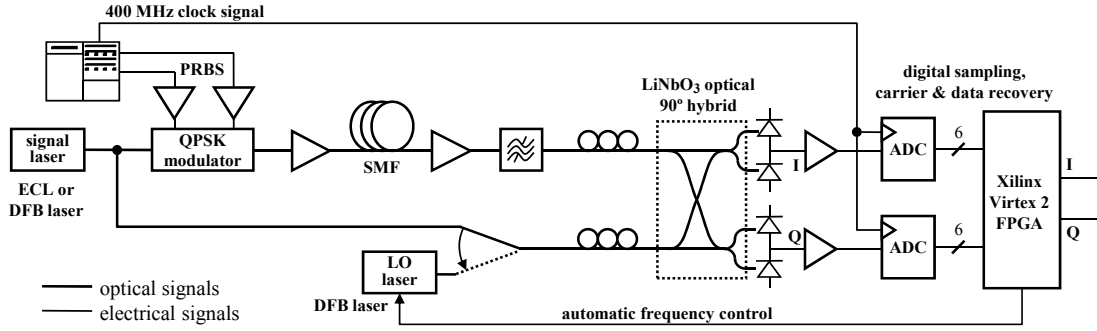 400 MHz clock signal
PRBS
LiNbO3 optical
90º hybrid
digital sampling,
carrier & data recovery
signal
laser
QPSK
modulator
SMF
ECL or
DFB laser
I
ADC
6
Xilinx
Virtex 2
FPGA
I
Q
Q
ADC
6
LO
laser
DFB laser
optical signals
electrical signals
automatic frequency control